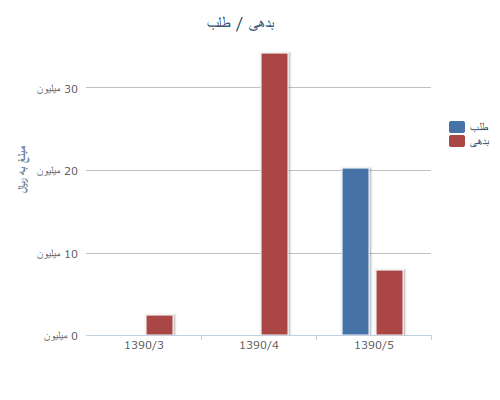 بدهی / طلب
30 میلیون
20 میلیون
10 میلیون
0 میلیون
مبلغ به ریال
1390/3
1390/4
1390/5
طلب
بدهی